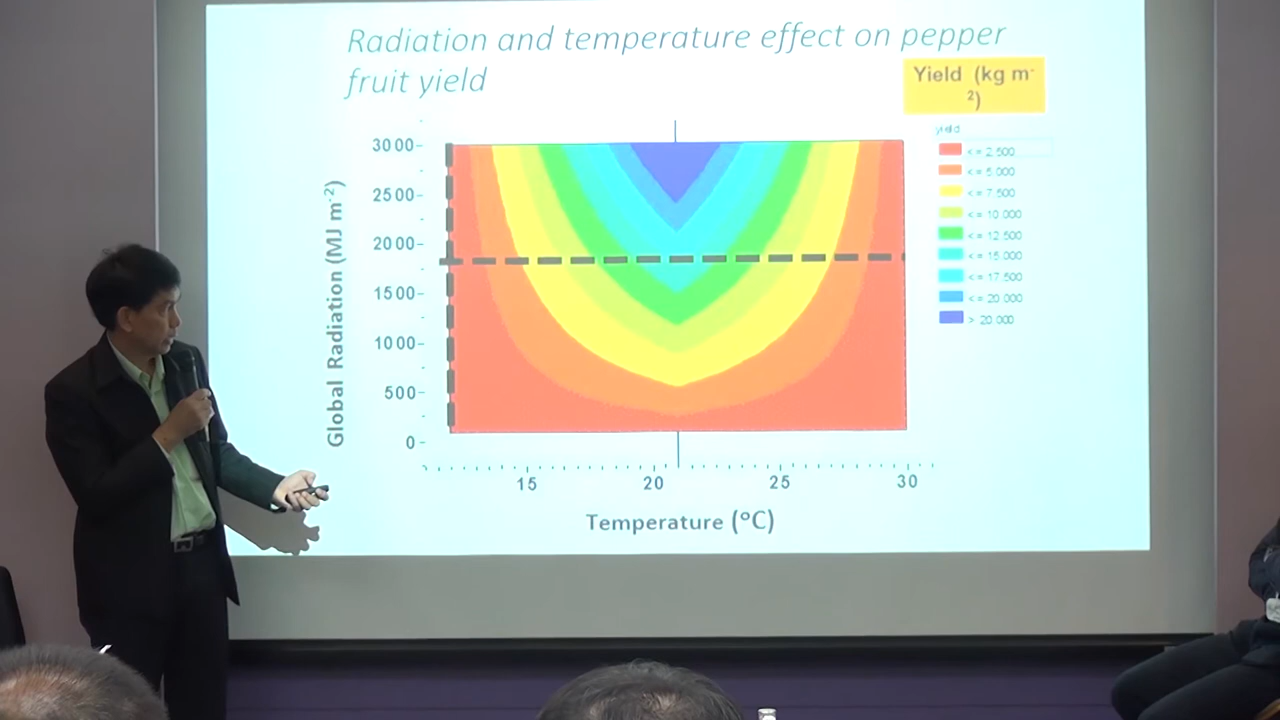 Radiation and temperature effect on pepper
fruit yield
Yield (kg m-
2)
yield
<= 2.500
<= 5.000
<= 7.500
<= 10.000
<= 12.500
<= 15.000
<= 17.500
<= 20.000
> 20.000
Global Radiation (MJ m-2)
3000
2500
2000
1500
1000
500
0
15 20 25 30
Temperature (ºC)